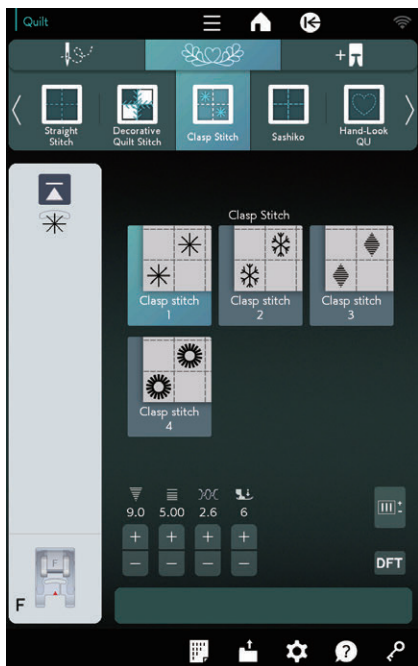 Quilt
Straight
Stitch
Decorative
Quilt Stitch
Clasp Stitch
Sashiko
Hand-Look
QU
Clasp Stitch
Clasp stitch
1
Clasp stitch
2
Clasp stitch
3
Clasp stitch
4
9.0 5.00 2.6 6
+ + + +
− − − −
DFT
F
F
?